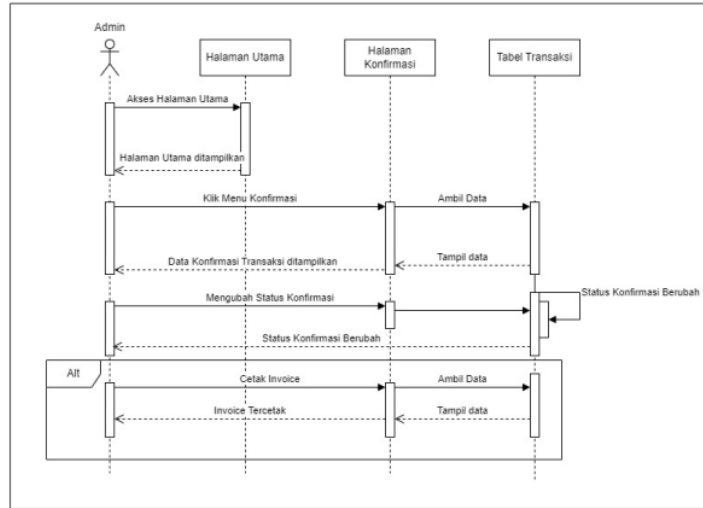 Admin
Halaman Utama
Halaman
Konfirmasi
Tabel Transaksi
Akses Halaman Utama
Halaman Utama ditampilkan
Klik Menu Konfirmasi
Ambil Data
Data Konfirmasi Transaksi ditampilkan
Tampil data
Mengubah Status Konfirmasi
Status Konfirmasi Berubah
Status Konfirmasi Berubah
Alt
Cetak Invoice
Ambil Data
Invoice Tercetak
Tampil data